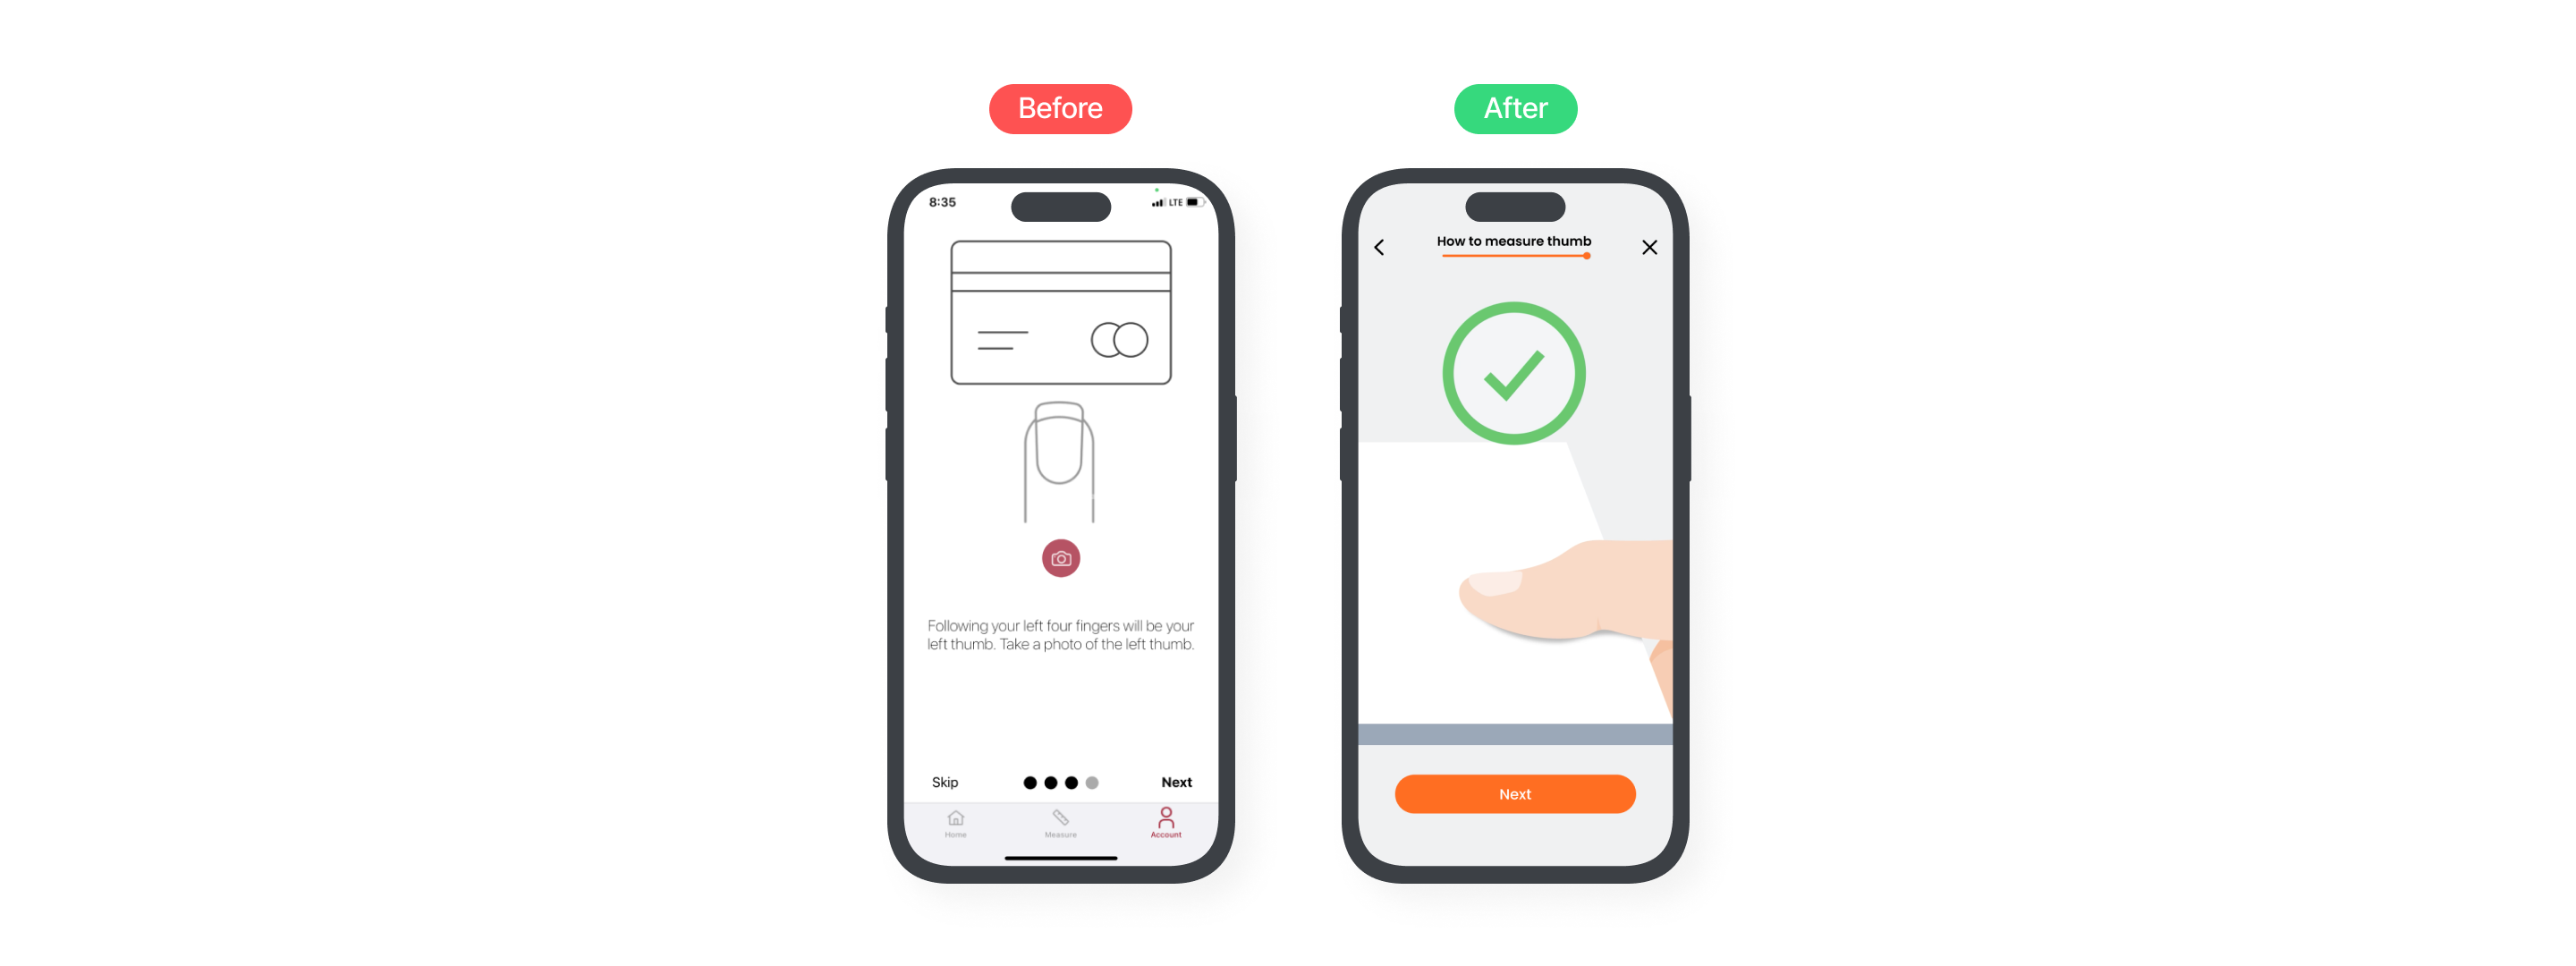 Before
8:35
LTE
Following your left four fingers will be your
left thumb. Take a photo of the left thumb.
Skip
Next
Home
Measure
Account
After
How to measure thumb
Next